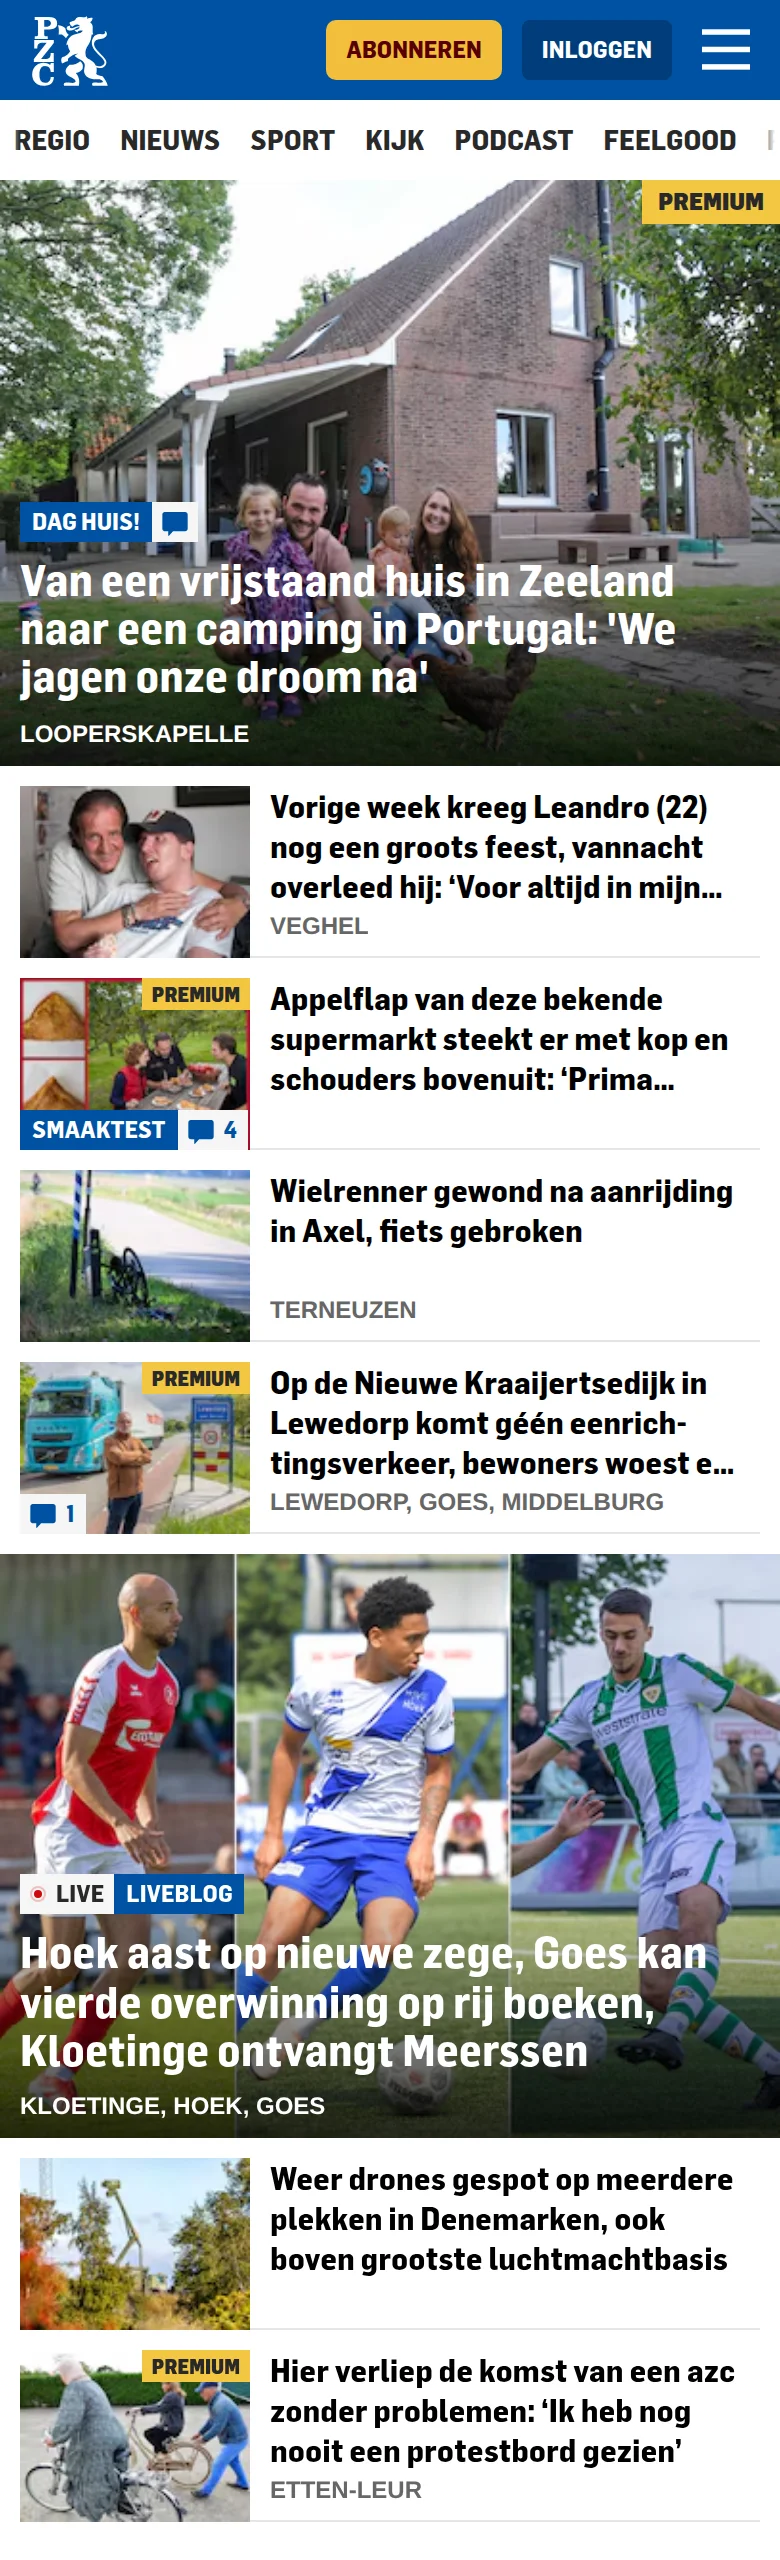 PZC
ABONNEREN
INLOGGEN
REGIO NIEUWS SPORT KIJK PODCAST FEELGOOD
PREMIUM
DAG HUIS!
Van een vrijstaand huis in Zeeland
naar een camping in Portugal: 'We
jagen onze droom na'
LOOPERSKAPELLE
Vorige week kreeg Leandro (22)
nog een groots feest, vannacht
overleed hij: ‘Voor altijd in mijn...
VEGHEL
PREMIUM
SMAAKTEST 4
Appelflap van deze bekende
supermarkt steekt er met kop en
schouders bovenuit: ‘Prima...
Wielrenner gewond na aanrijding
in Axel, fiets gebroken
TERNEUZEN
PREMIUM
1
Op de Nieuwe Kraaijertsedijk in
Lewedorp komt géén eenrich-
tingsverkeer, bewoners woest e...
LEWEDORP, GOES, MIDDELBURG
LIVE LIVEBLOG
Hoek aast op nieuwe zege, Goes kan
vierde overwinning op rij boeken,
Kloetinge ontvangt Meerssen
KLOETINGE, HOEK, GOES
Weer drones gespot op meerdere
plekken in Denemarken, ook
boven grootste luchtmachtbasis
PREMIUM
Hier verliep de komst van een azc
zonder problemen: ‘Ik heb nog
nooit een protestbord gezien’
ETTEN-LEUR